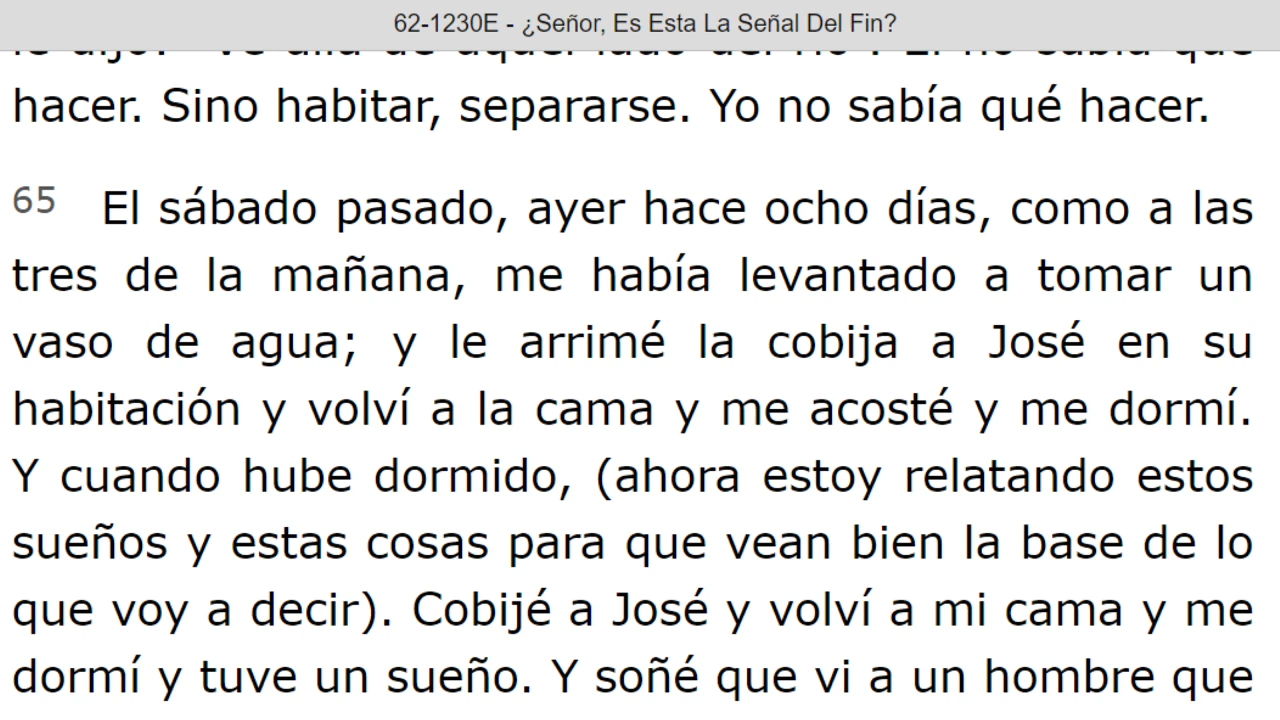 62-1230E - ¿Señor, Es Esta La Señal Del Fin?
hacer. Sino habitar, separarse. Yo no sabía qué hacer.
65 El sábado pasado, ayer hace ocho días, como a las
tres de la mañana, me había levantado a tomar un
vaso de agua; y le arrimé la cobija a José en su
habitación y volví a la cama y me acosté y me dormí.
Y cuando hube dormido, (ahora estoy relatando estos
sueños y estas cosas para que vean bien la base de lo
que voy a decir). Cobijé a José y volví a mi cama y me
dormí y tuve un sueño. Y soñé que vi a un hombre que